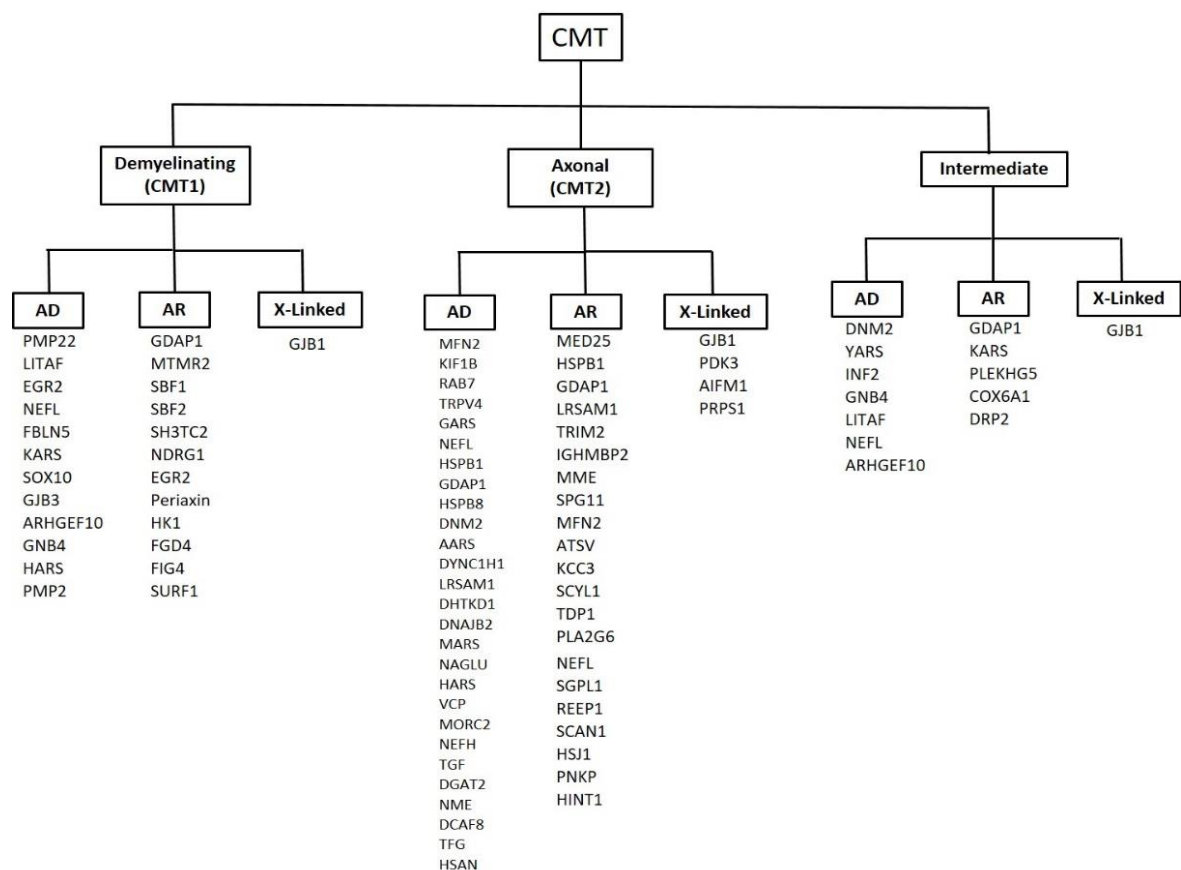 CMT
Demyelinating
(CMT1)
AD
PMP22
LITAF
EGR2
NEFL
FBLN5
KARS
SOX10
GJB3
ARHGEF10
GNB4
HARS
PMP2
AR
GDAP1
MTMR2
SBF1
SBF2
SH3TC2
NDRG1
EGR2
Periaxin
HK1
FGD4
FIG4
SURF1
X-Linked
GJB1
Axonal
(CMT2)
AD
MFN2
KIF1B
RAB7
TRPV4
GARS
NEFL
HSPB1
GDAP1
HSPB8
DNM2
AARS
DYNC1H1
LRSAM1
DHTKD1
DNAJB2
MARS
NAGLU
HARS
VCP
MORC2
NEFH
TGF
DGAT2
NME
DCAF8
TFG
HSAN
AR
MED25
HSPB1
GDAP1
LRSAM1
TRIM2
IGHMBP2
MME
SPG11
MFN2
ATSV
KCC3
SCYL1
TDP1
PLA2G6
NEFL
SGPL1
REEP1
SCAN1
HSJ1
PNKP
HINT1
X-Linked
GJB1
PDK3
AIFM1
PRPS1
Intermediate
AD
DNM2
YARS
INF2
GNB4
LITAF
NEFL
ARHGEF10
AR
GDAP1
KARS
PLEKHG5
COX6A1
DRP2
X-Linked
GJB1